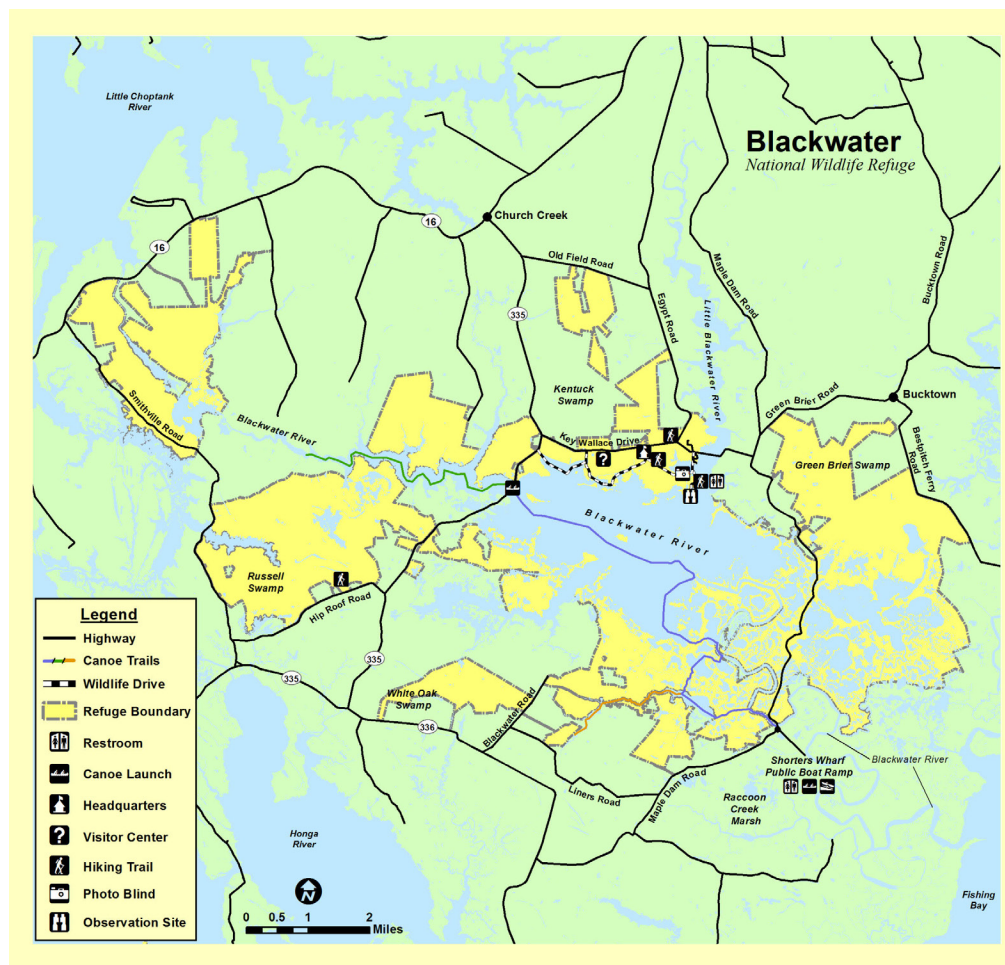 Blackwater
National Wildlife Refuge
Little Choptank
River
Church Creek
16
16
Old Field Road
335
Egypt Road
Maple Dam Road
Little Blackwater River
Bucktown Road
Kentuck
Swamp
Smithville Road
Blackwater River
Key Wallace Drive
Green Brier Road
Bucktown
Bestpitch Ferry
Road
Green Brier Swamp
Blackwater River
Russell
Swamp
Hip Roof Road
335
335
White Oak
Swamp
336
Blackwater Road
Liners Road
Maple Dam Road
Shorters Wharf
Public Boat Ramp
Blackwater River
Raccoon
Creek
Marsh
Honga
River
Fishing
Bay
Legend
Highway
Canoe Trails
Wildlife Drive
Refuge Boundary
Restroom
Canoe Launch
Headquarters
? Visitor Center
Hiking Trail
Photo Blind
Observation Site
?
N
0 0.5 1 2
Miles